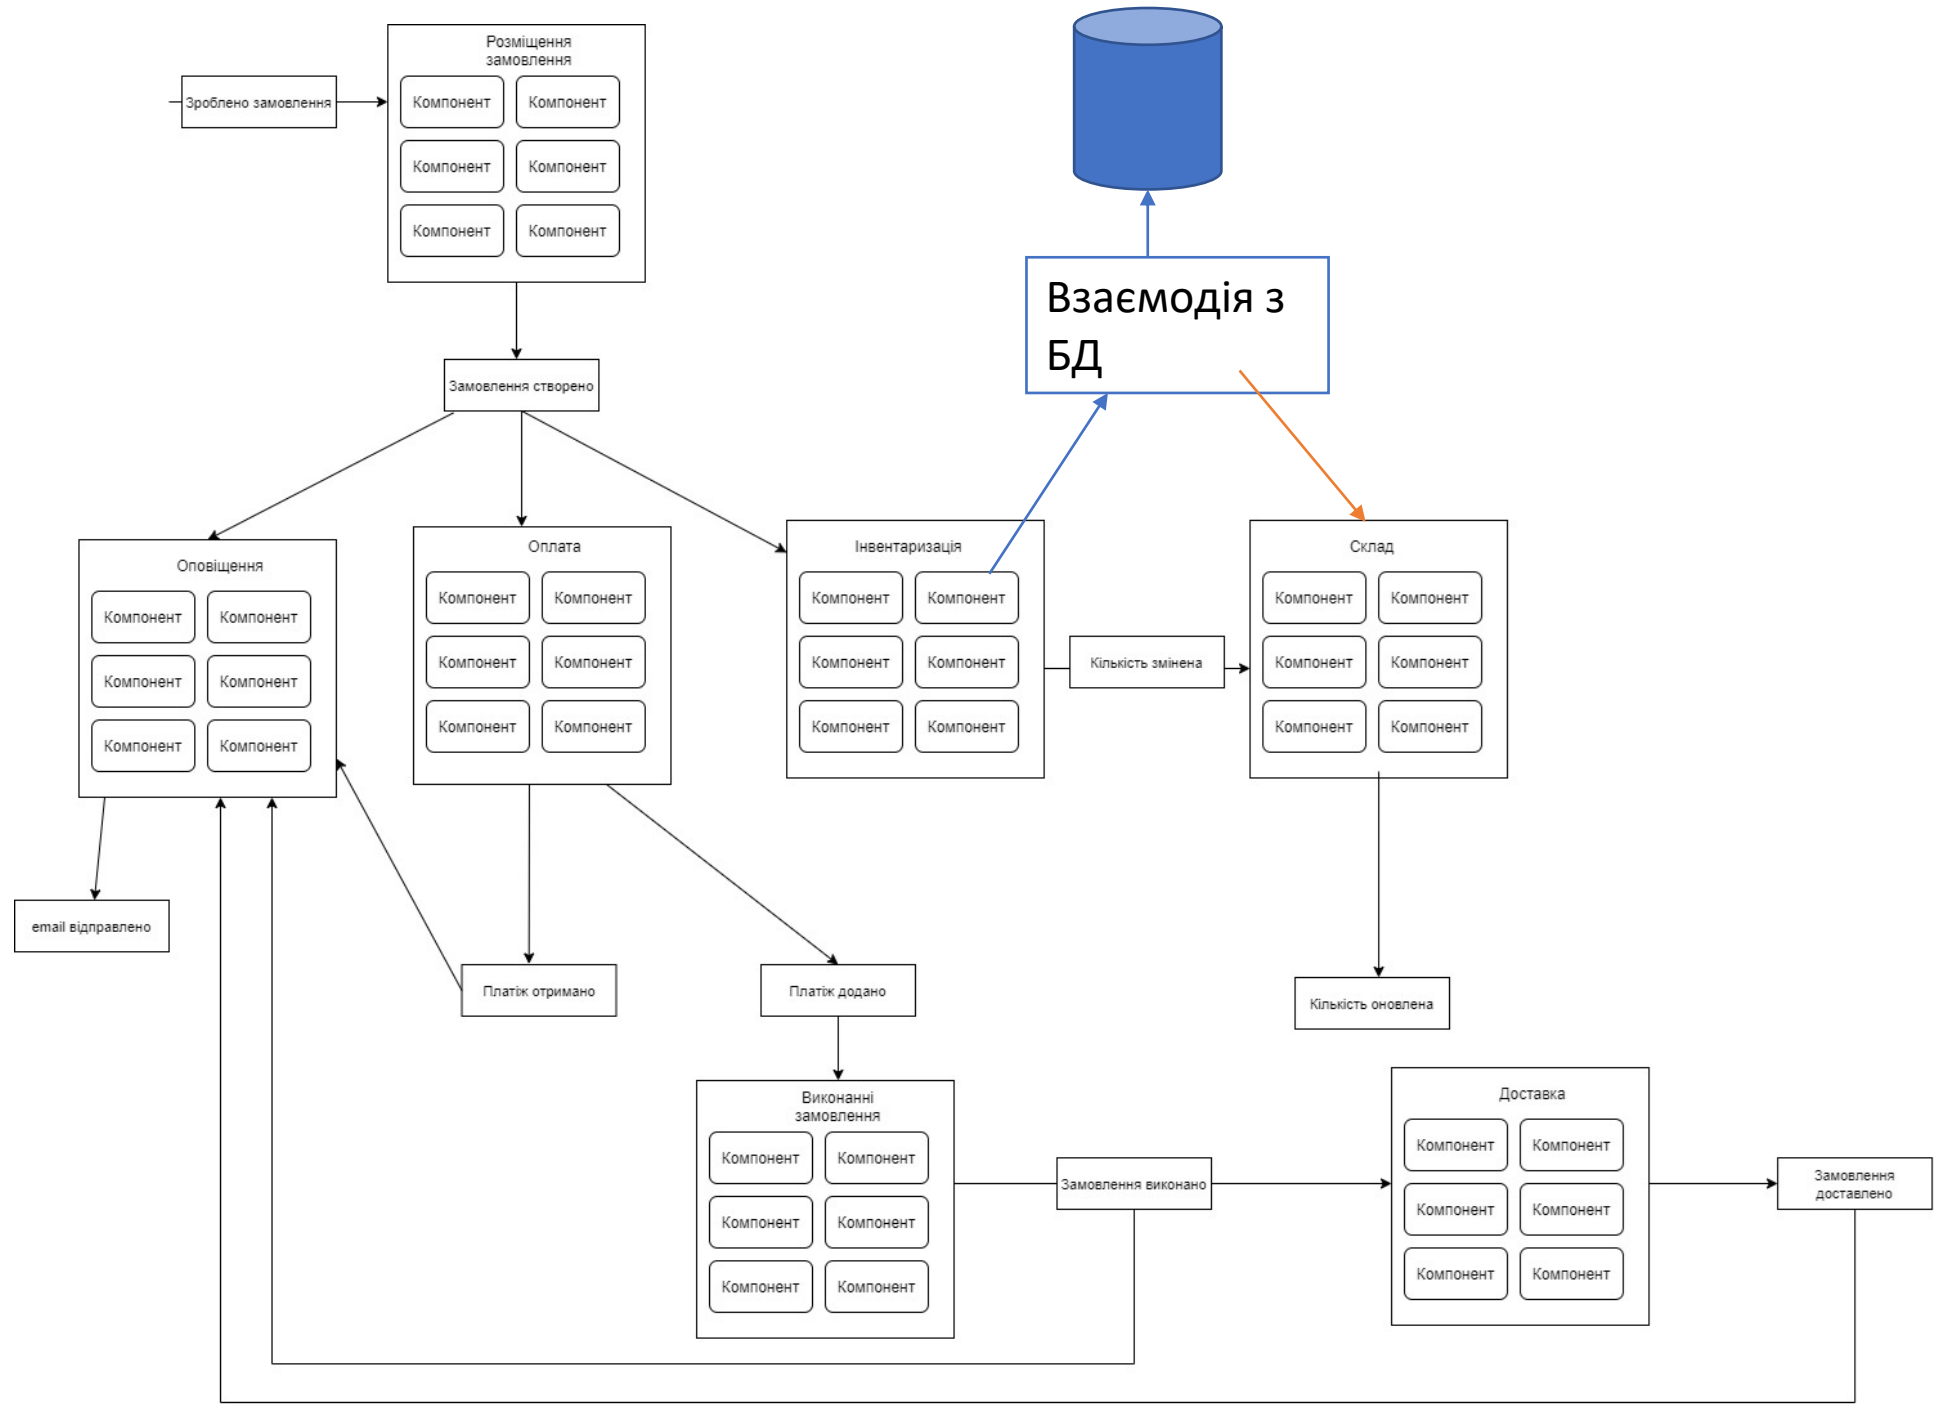 Розміщення
замовлення
Зроблено замовлення
Компонент
Компонент
Компонент
Компонент
Компонент
Компонент
Взаємодія з
БД
Замовлення створено
Оповіщення
Компонент
Компонент
Компонент
Компонент
Компонент
Компонент
Оплата
Компонент
Компонент
Компонент
Компонент
Компонент
Компонент
Інвентаризація
Компонент
Компонент
Компонент
Компонент
Компонент
Компонент
Кількість змінена
Склад
Компонент
Компонент
Компонент
Компонент
Компонент
Компонент
email відправлено
Платіж отримано
Платіж додано
Кількість оновлена
Виконанні
замовлення
Компонент
Компонент
Компонент
Компонент
Компонент
Компонент
Замовлення виконано
Доставка
Компонент
Компонент
Компонент
Компонент
Компонент
Компонент
Замовлення
доставлено